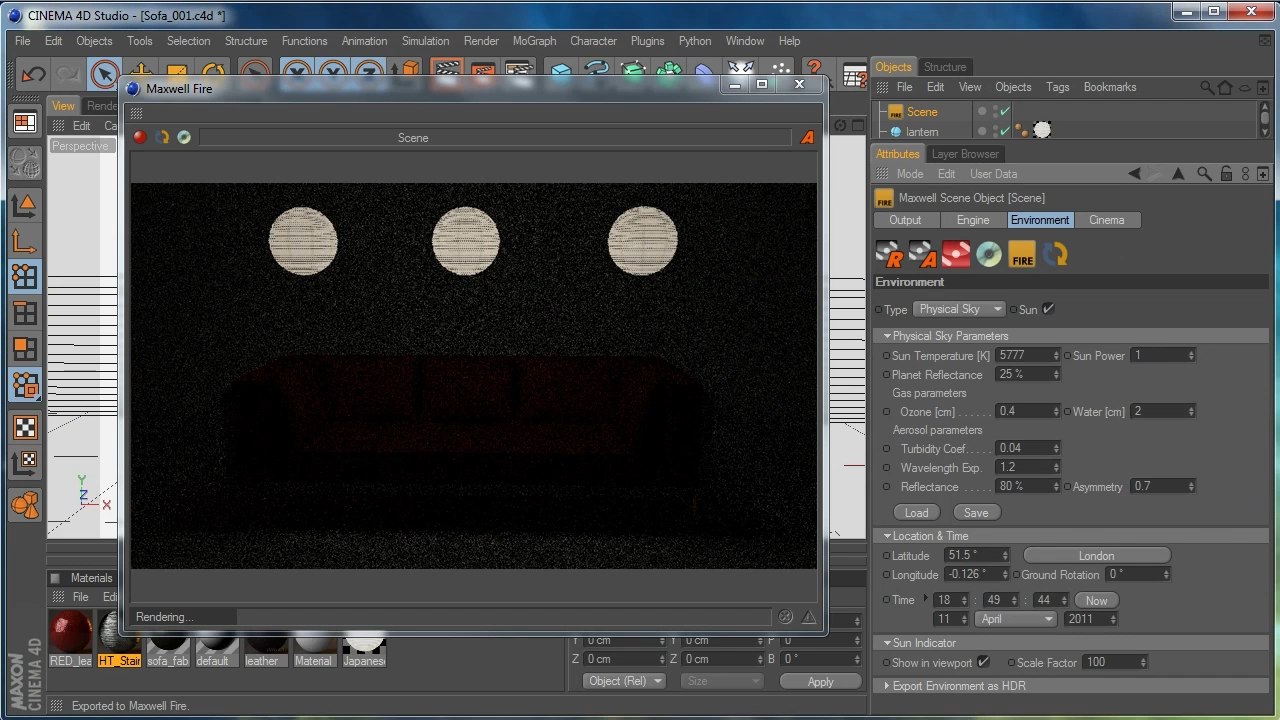 CINEMA 4D Studio - [Sofa_001.c4d *]
File Edit Objects Tools Selection Structure Functions Animation Simulation Render MoGraph Character Plugins Python Window Help
View Rende
Edit Ca
Perspective
Y
Z
X
Maxwell Fire
Scene
Rendering...
Materials
File Edi
RED_lea HT_Stair sofa_fab default leather Material Japanese
Y 0 cm Y 0 cm P 0
Z 0 cm Z 0 cm B 0 °
Object (Rel) Size Apply
MAXON
CINEMA 4D
Exported to Maxwell Fire.
Objects Structure
File Edit View Objects Tags Bookmarks
FIRE Scene
lantern
Attributes Layer Browser
Mode Edit User Data
FIRE Maxwell Scene Object [Scene]
Output Engine Environment Cinema
R A FIRE
Environment
Type Physical Sky Sun
Physical Sky Parameters
Sun Temperature [K] 5777 Sun Power 1
Planet Reflectance 25 %
Gas parameters
Ozone [cm] . . . . . . 0.4 Water [cm] 2
Aerosol parameters
Turbidity Coef. . . . 0.04
Wavelength Exp. 1.2
Reflectance . . . . . 80 % Asymmetry 0.7
Load Save
Location & Time
Latitude 51.5 ° London
Longitude -0.126 ° Ground Rotation 0 °
Time 18 : 49 : 44 Now
11 April 2011
Sun Indicator
Show in viewport Scale Factor 100
Export Environment as HDR